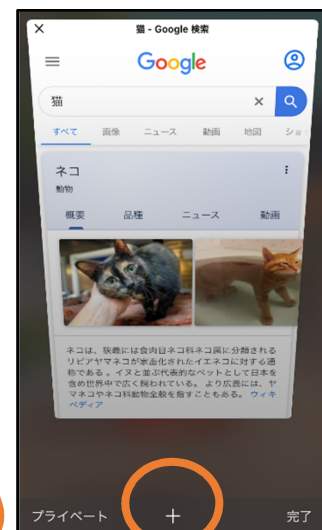 × 猫 - Google 検索
Google
猫 ×
すべて 画像 ニュース 動画 地図 ショ
ネコ
動物
概要 品種 ニュース 動画
ネコは、狭義には食肉目ネコ科ネコ属に分類される
リビアヤマネコが家畜化されたイエネコに対する通
称である。イヌと並ぶ代表的なペットとして日本を
含め世界中で広く飼われている。 より広義には、ヤ
マネコやネコ科動物全般を指すこともある。 ウィキ
ペディア
プライベート + 完了